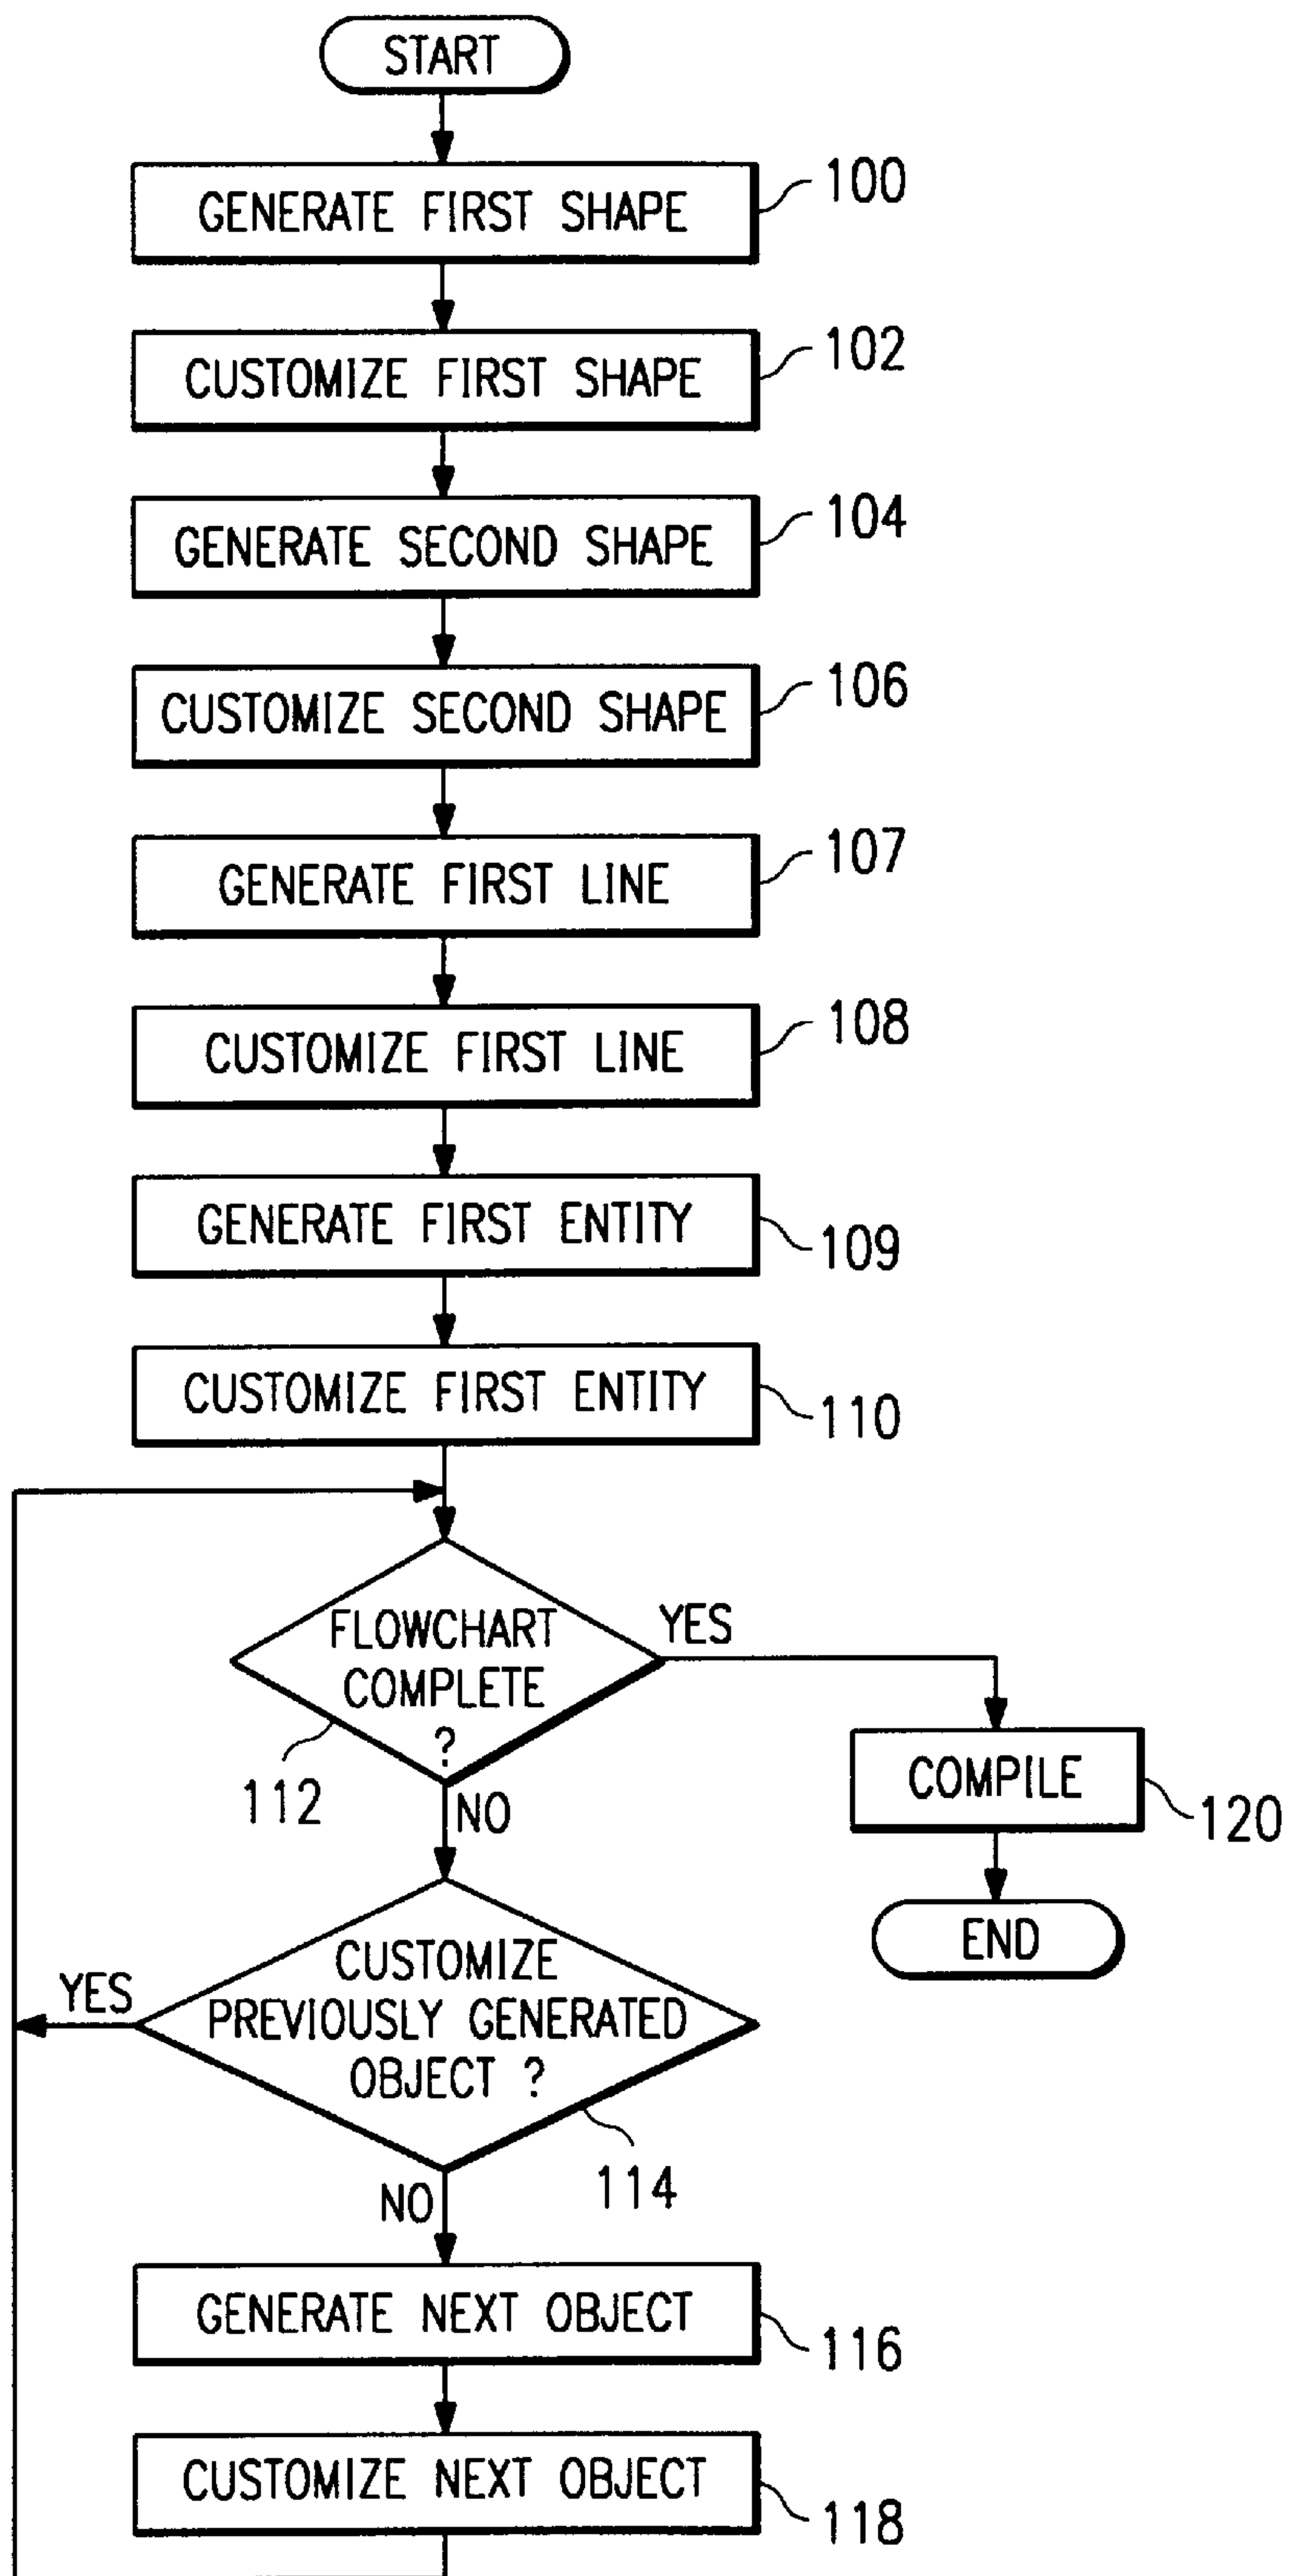 START
GENERATE FIRST SHAPE
100
CUSTOMIZE FIRST SHAPE
102
GENERATE SECOND SHAPE
104
CUSTOMIZE SECOND SHAPE
106
GENERATE FIRST LINE
107
CUSTOMIZE FIRST LINE
108
GENERATE FIRST ENTITY
109
CUSTOMIZE FIRST ENTITY
110
FLOWCHART
COMPLETE
?
112
YES
NO
COMPILE
120
END
CUSTOMIZE
PREVIOUSLY GENERATED
OBJECT ?
114
YES
NO
GENERATE NEXT OBJECT
116
CUSTOMIZE NEXT OBJECT
118